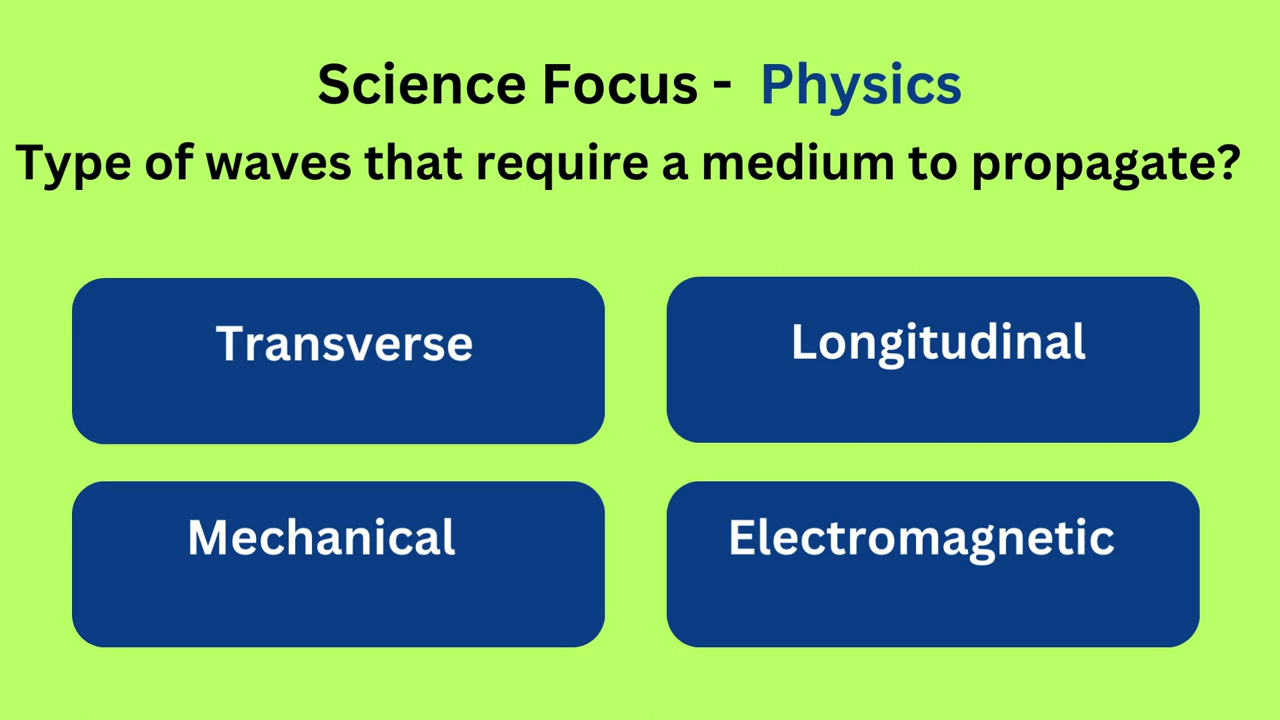 Science Focus - Physics
Type of waves that require a medium to propagate?
Transverse
Longitudinal
Mechanical
Electromagnetic